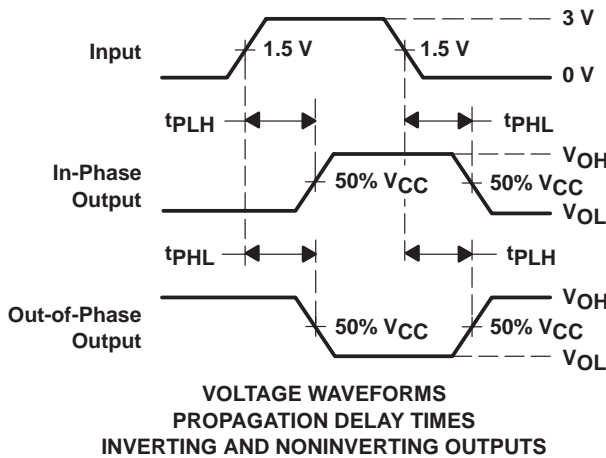 3 V
Input
1.5 V
1.5 V
0 V
tPLH
tPHL
VOH
In-Phase
Output
50% VCC
50% VCC
VOL
tPHL
tPLH
VOH
Out-of-Phase
Output
50% VCC
50% VCC
VOL
VOLTAGE WAVEFORMS
PROPAGATION DELAY TIMES
INVERTING AND NONINVERTING OUTPUTS